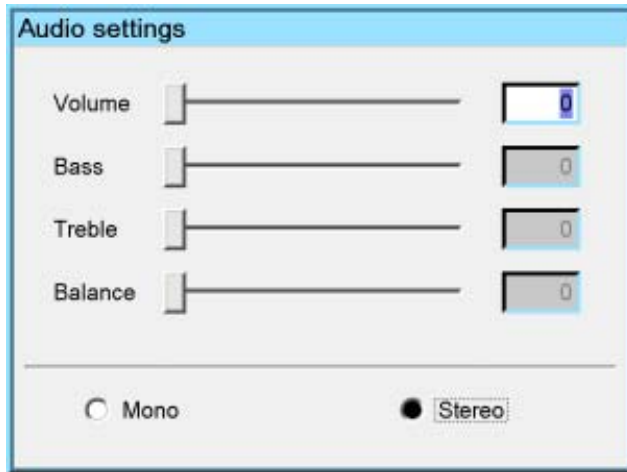 Audio settings
Volume 0
Bass 0
Treble 0
Balance 0
Mono Stereo